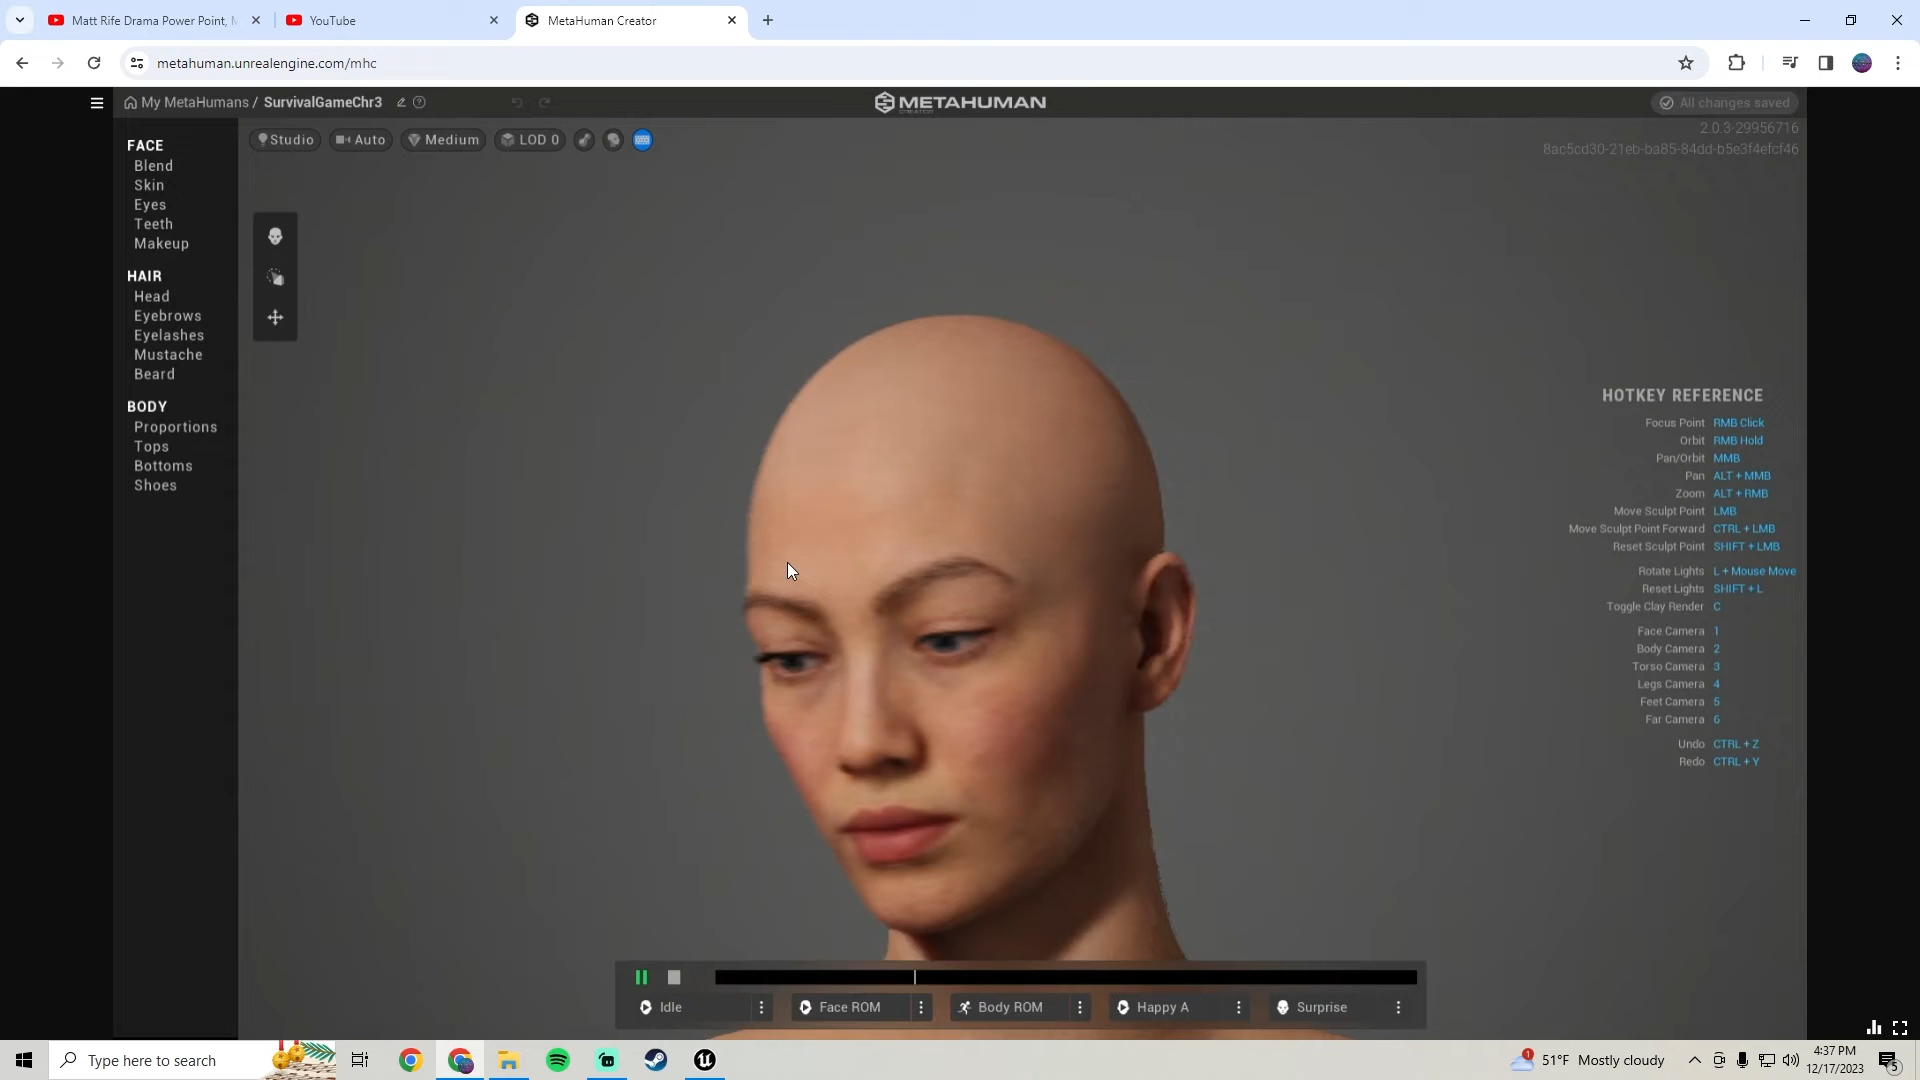 Matt Rife Drama Power Point,
YouTube
MetaHuman Creator
metahuman.unrealengine.com/mhc
My MetaHumans / SurvivalGameChr3
METAHUMAN
CREATOR
All changes saved
2.0.3-29956716
8ac5cd30-21eb-ba85-84dd-b5e3f4efcf46
Studio
Auto
Medium
LOD 0
FACE
Blend
Skin
Eyes
Teeth
Makeup
HAIR
Head
Eyebrows
Eyelashes
Mustache
Beard
BODY
Proportions
Tops
Bottoms
Shoes
HOTKEY REFERENCE
Focus Point RMB Click
Orbit RMB Hold
Pan/Orbit MMB
Pan ALT + MMB
Zoom ALT + RMB
Move Sculpt Point LMB
Move Sculpt Point Forward CTRL + LMB
Reset Sculpt Point SHIFT + LMB
Rotate Lights L + Mouse Move
Reset Lights SHIFT + L
Toggle Clay Render C
Face Camera 1
Body Camera 2
Torso Camera 3
Legs Camera 4
Feet Camera 5
Far Camera 6
Undo CTRL + Z
Redo CTRL + Y
Idle
Face ROM
Body ROM
Happy A
Surprise
Type here to search
1
51°F Mostly cloudy
4:37 PM
12/17/2023
5